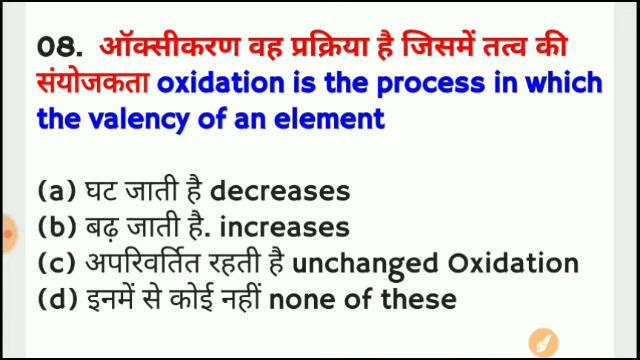 08. ऑक्सीकरण वह प्रक्रिया है जिसमें तत्व की
संयोजकता oxidation is the process in which
the valency of an element
(a) घट जाती है decreases
(b) बढ़ जाती है. increases
(c) अपरिवर्तित रहती है unchanged Oxidation
(d) इनमें से कोई नहीं none of these